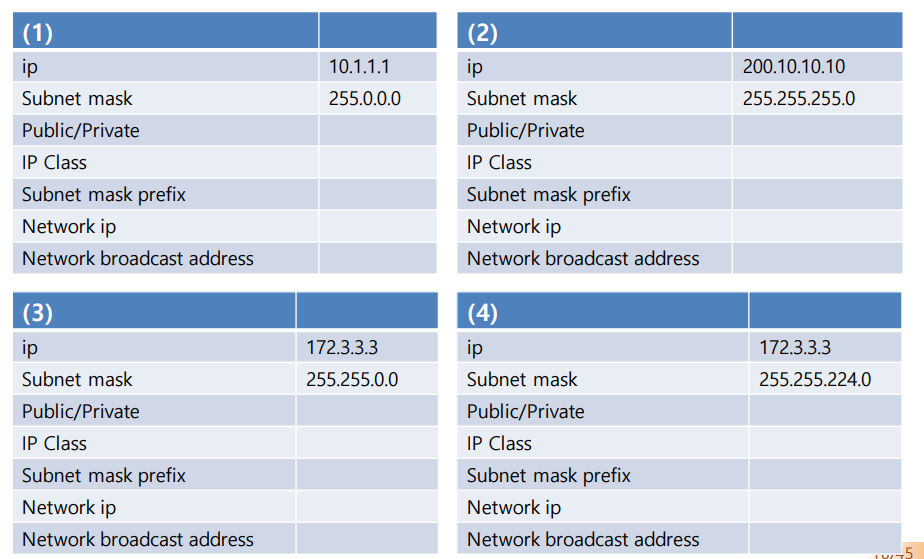 (1)
ip 10.1.1.1
Subnet mask 255.0.0.0
Public/Private
IP Class
Subnet mask prefix
Network ip
Network broadcast address
(2)
ip 200.10.10.10
Subnet mask 255.255.255.0
Public/Private
IP Class
Subnet mask prefix
Network ip
Network broadcast address
(3)
ip 172.3.3.3
Subnet mask 255.255.0.0
Public/Private
IP Class
Subnet mask prefix
Network ip
Network broadcast address
(4)
ip 172.3.3.3
Subnet mask 255.255.224.0
Public/Private
IP Class
Subnet mask prefix
Network ip
Network broadcast address